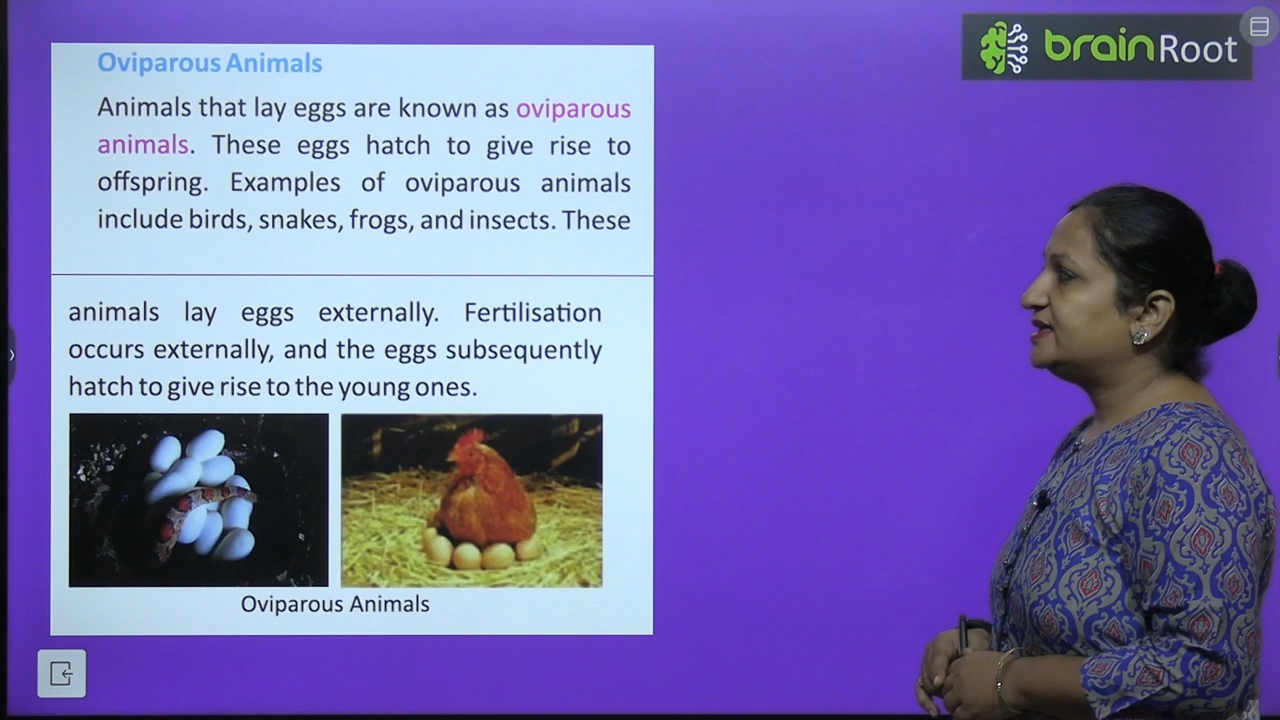 brainRoot
Oviparous Animals
Animals that lay eggs are known as oviparous
animals. These eggs hatch to give rise to
offspring. Examples of oviparous animals
include birds, snakes, frogs, and insects. These
animals lay eggs externally. Fertilisation
occurs externally, and the eggs subsequently
hatch to give rise to the young ones.
Oviparous Animals